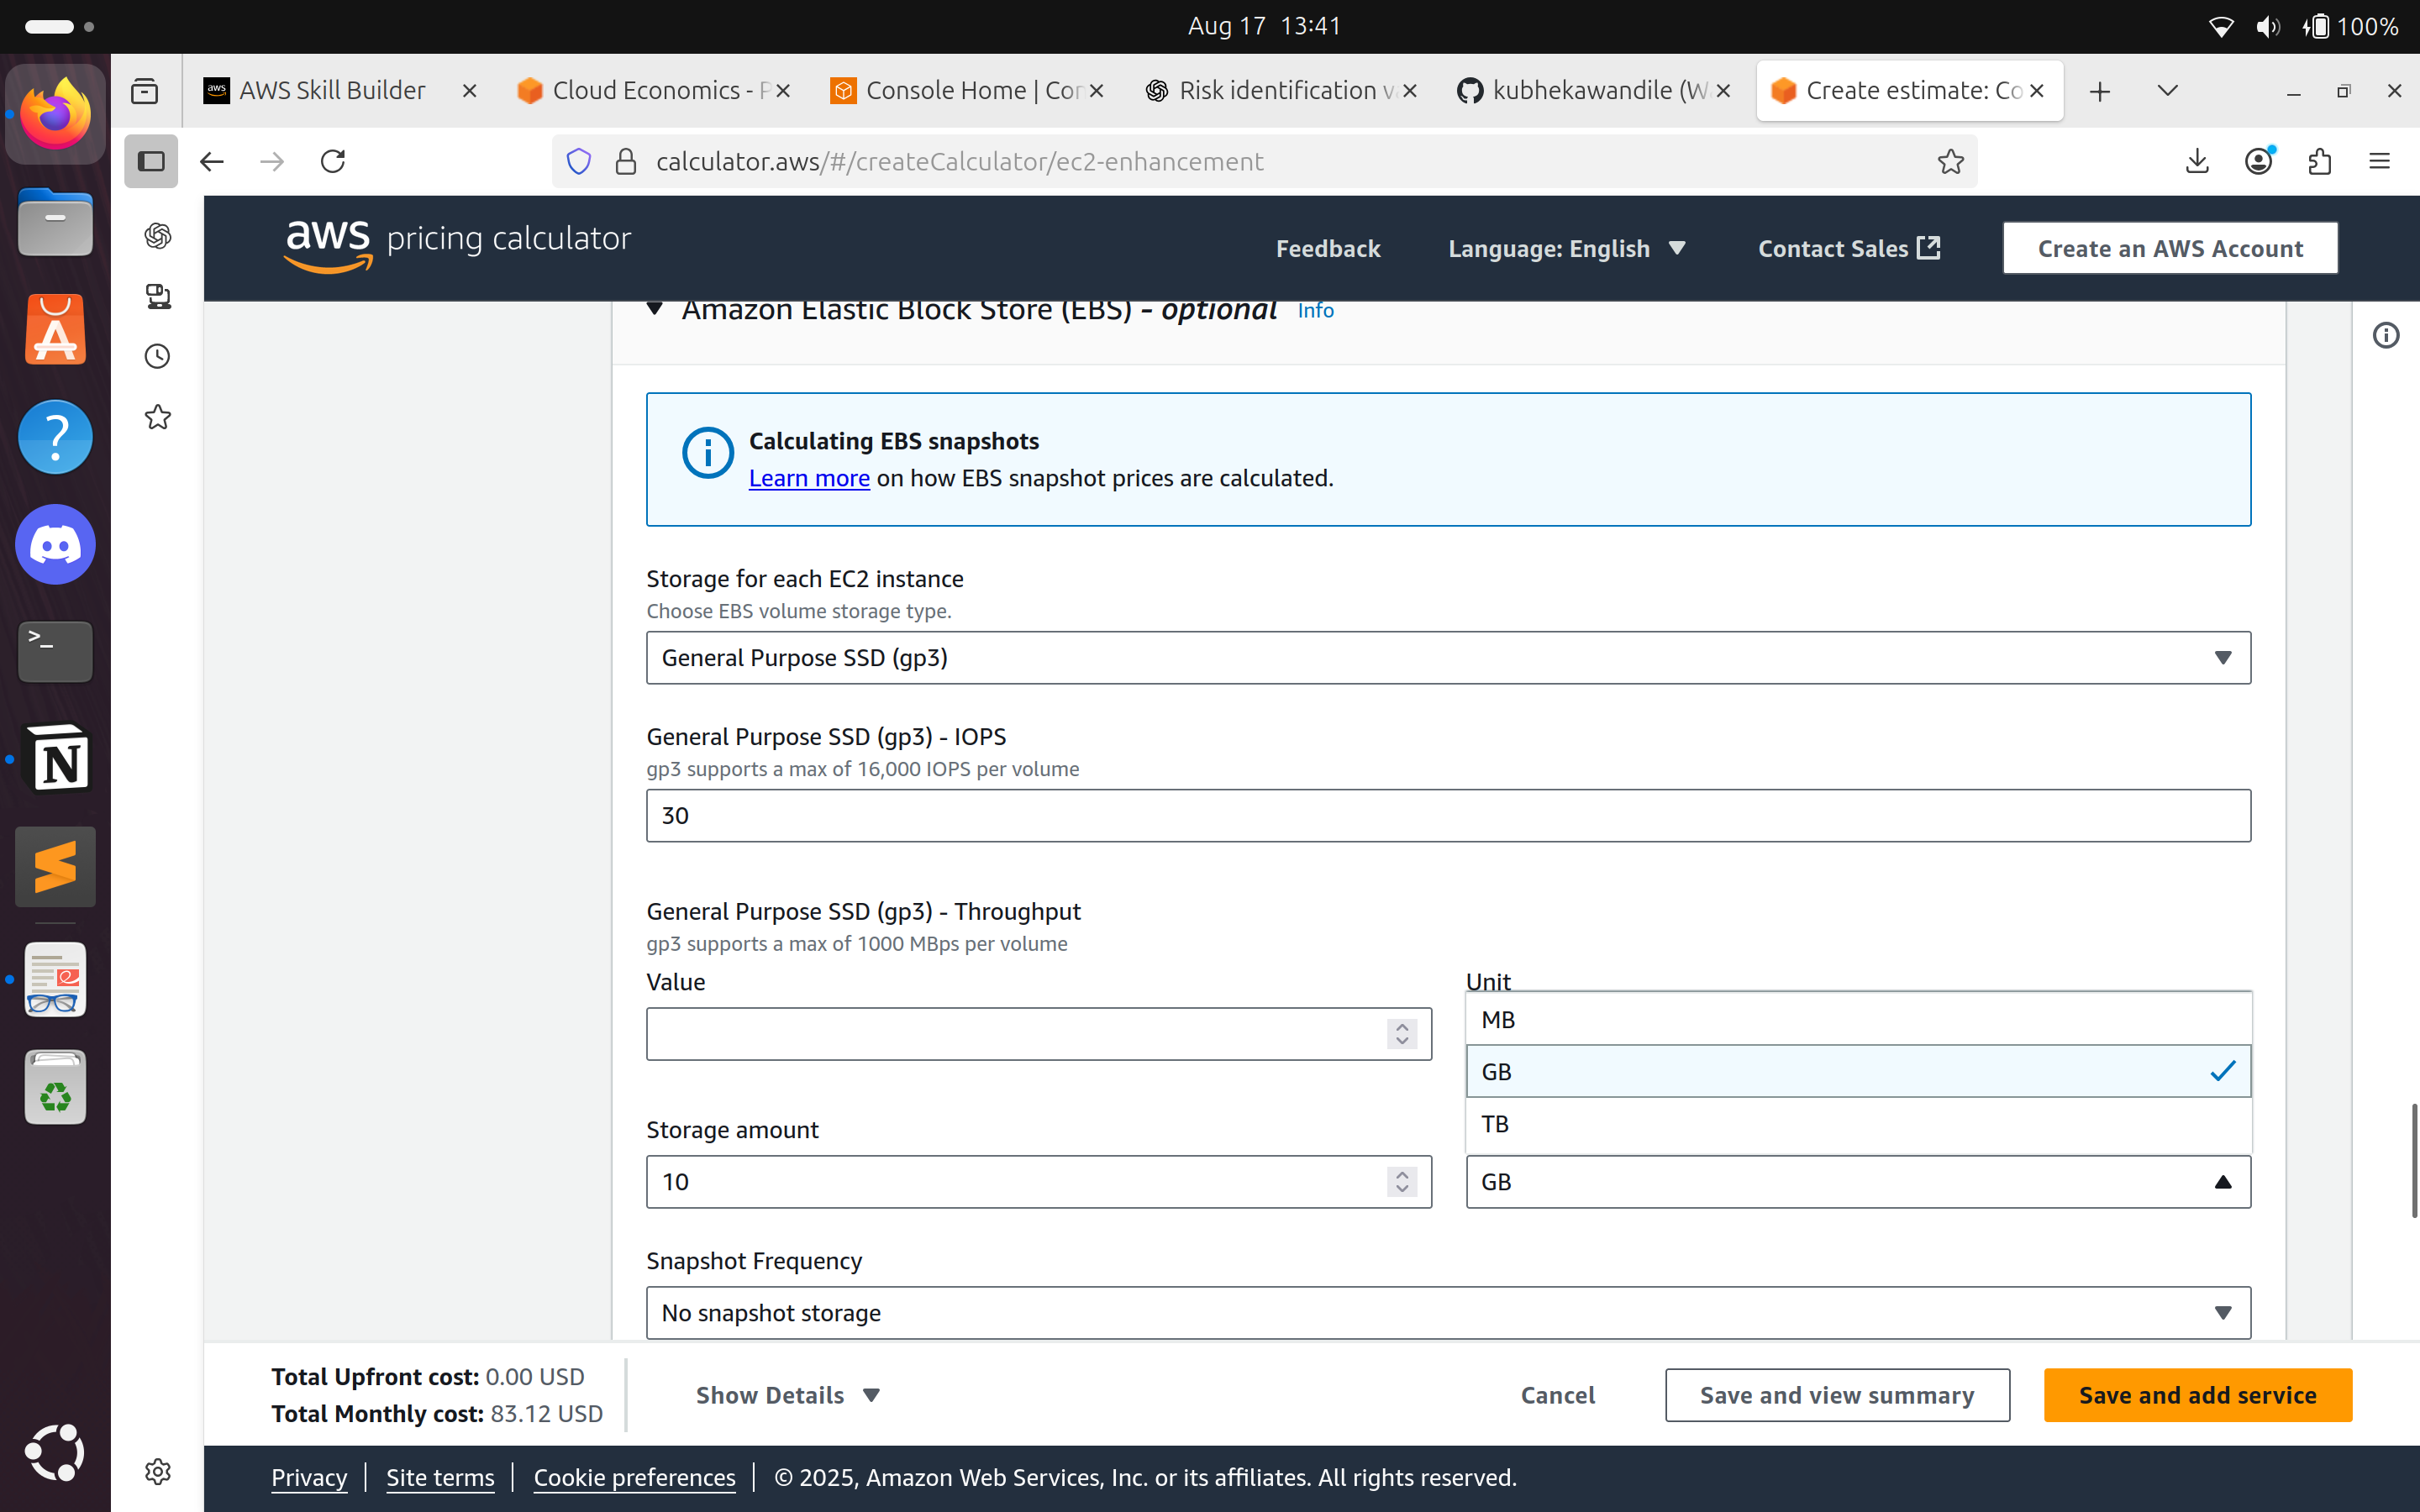 Aug 17 13:41
100%
AWS Skill Builder
Cloud Economics - P
Console Home | Con
Risk identification va
kubhekawandile (W
Create estimate: Co
calculator.aws/#/createCalculator/ec2-enhancement
aws pricing calculator
Feedback
Language: English
Contact Sales
Create an AWS Account
Amazon Elastic Block Store (EBS) - optional Info
Calculating EBS snapshots
Learn more on how EBS snapshot prices are calculated.
Storage for each EC2 instance
Choose EBS volume storage type.
General Purpose SSD (gp3)
General Purpose SSD (gp3) - IOPS
gp3 supports a max of 16,000 IOPS per volume
30
General Purpose SSD (gp3) - Throughput
gp3 supports a max of 1000 MBps per volume
Value
Unit
MB
GB
TB
Storage amount
10
GB
Snapshot Frequency
No snapshot storage
Total Upfront cost: 0.00 USD
Total Monthly cost: 83.12 USD
Show Details
Cancel
Save and view summary
Save and add service
Privacy | Site terms | Cookie preferences | © 2025, Amazon Web Services, Inc. or its affiliates. All rights reserved.